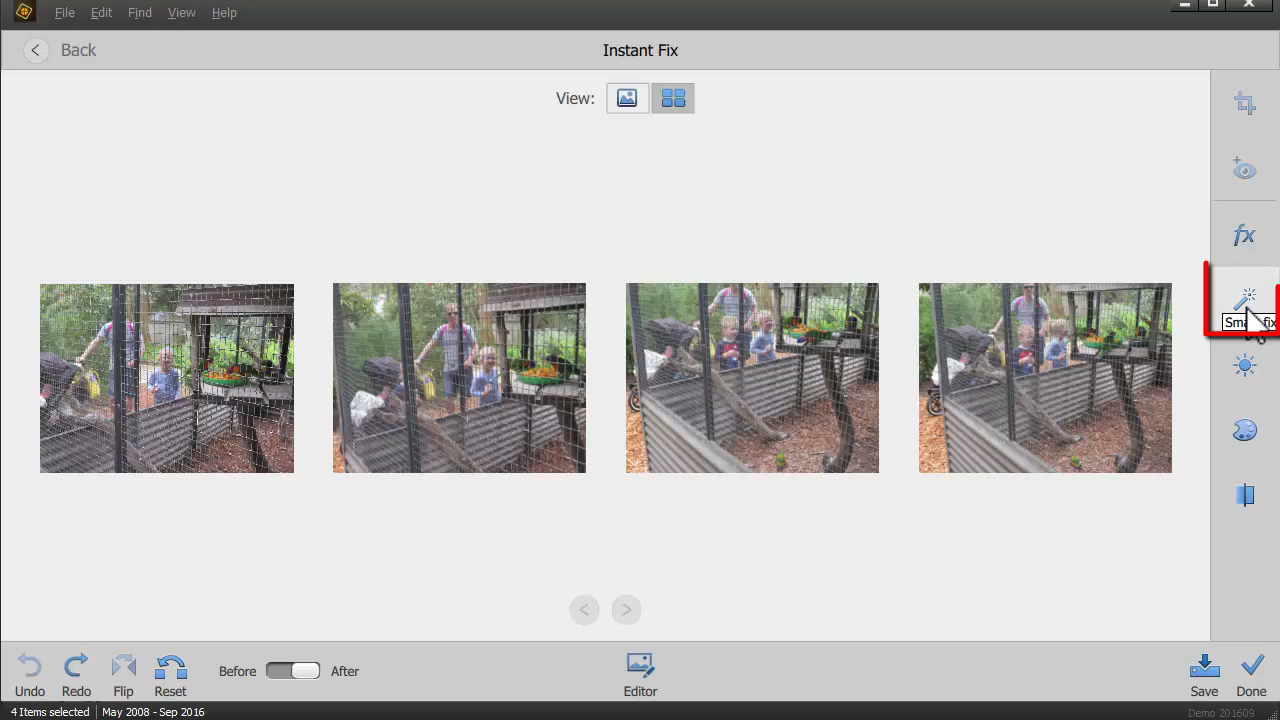 File Edit Find View Help
Back Instant Fix
View:
fx
Before After
Undo Redo Flip Reset Editor Save Done
4 Items selected May 2008 - Sep 2016 Demo 201609